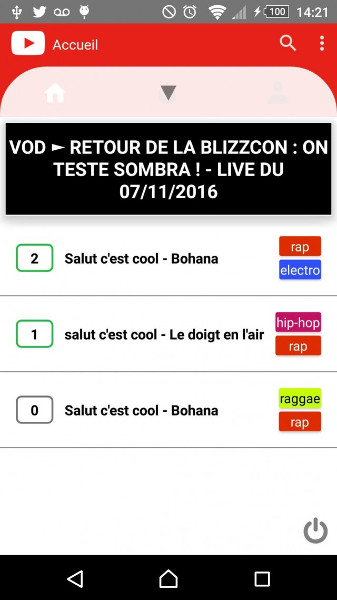 100 14:21
Accueil
VOD ► RETOUR DE LA BLIZZCON : ON
TESTE SOMBRA ! - LIVE DU
07/11/2016
2 Salut c'est cool - Bohana rap
electro
1 salut c'est cool - Le doigt en l'air hip-hop
rap
0 Salut c'est cool - Bohana raggae
rap